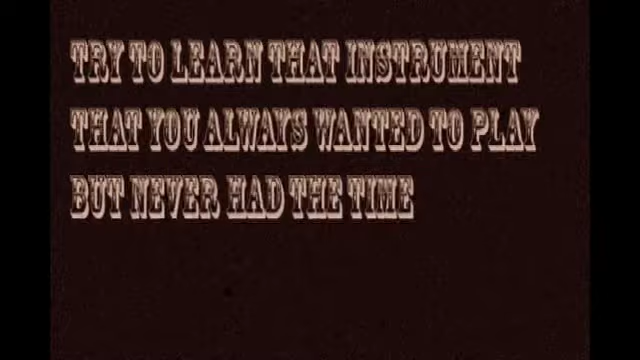 TRY TO LEARN THAT INSTRUMENT
THAT YOU ALWAYS WANTED TO PLAY
BUT NEVER HAD THE TIME